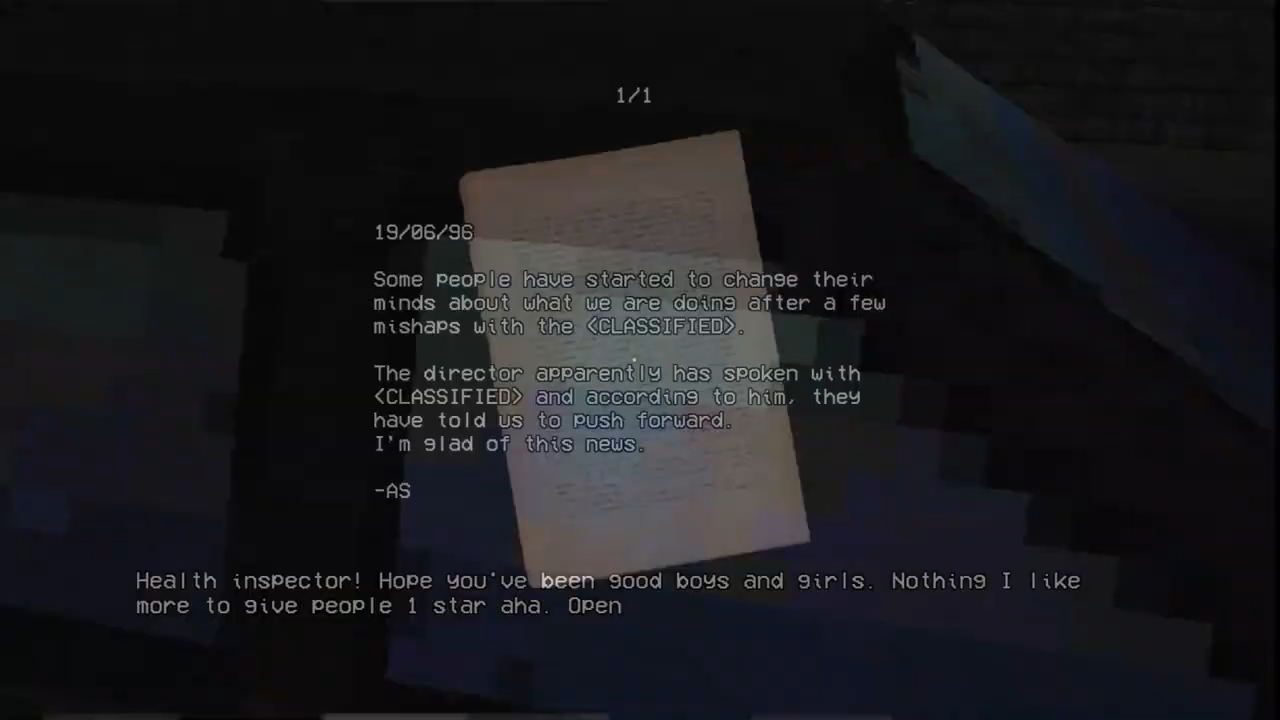 1/1
19/06/96
Some people have started to change their
minds about what we are doing after a few
mishaps with the <CLASSIFIED>.
The director apparently has spoken with
<CLASSIFIED> and according to him, they
have told us to push forward.
I'm glad of this news.
-AS
Health inspector! Hope you've been good boys and girls. Nothing I like
more to give people 1 star aha. Open